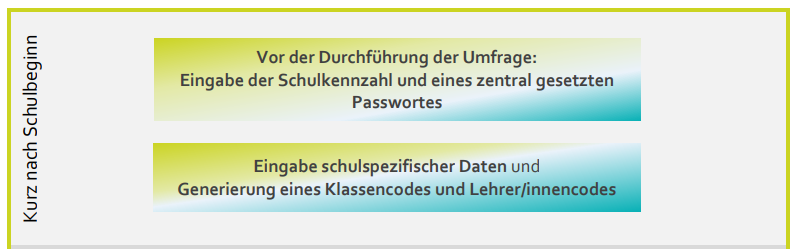 Kurz nach Schulbeginn
Vor der Durchführung der Umfrage:
Eingabe der Schulkennzahl und eines zentral gesetzten
Passwortes
Eingabe schulspezifischer Daten und
Generierung eines Klassencodes und Lehrer/innencodes